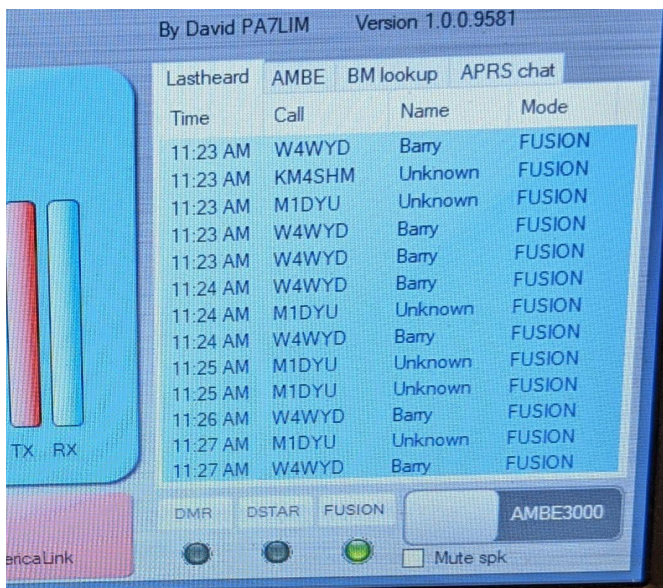 By David PA7LIM Version 1.0.0.9581
Lastheard AMBE BM lookup APRS chat
Time Call Name Mode
11:23 AM W4WYD Barry FUSION
11:23 AM KM4SHM Unknown FUSION
11:23 AM M1DYU Unknown FUSION
11:23 AM W4WYD Barry FUSION
11:23 AM W4WYD Barry FUSION
11:24 AM W4WYD Barry FUSION
11:24 AM M1DYU Unknown FUSION
11:24 AM W4WYD Barry FUSION
11:25 AM M1DYU Unknown FUSION
11:25 AM M1DYU Unknown FUSION
11:26 AM W4WYD Barry FUSION
11:27 AM M1DYU Unknown FUSION
11:27 AM W4WYD Barry FUSION
TX RX
DMR DSTAR FUSION AMBE3000
ericaLink Mute spk